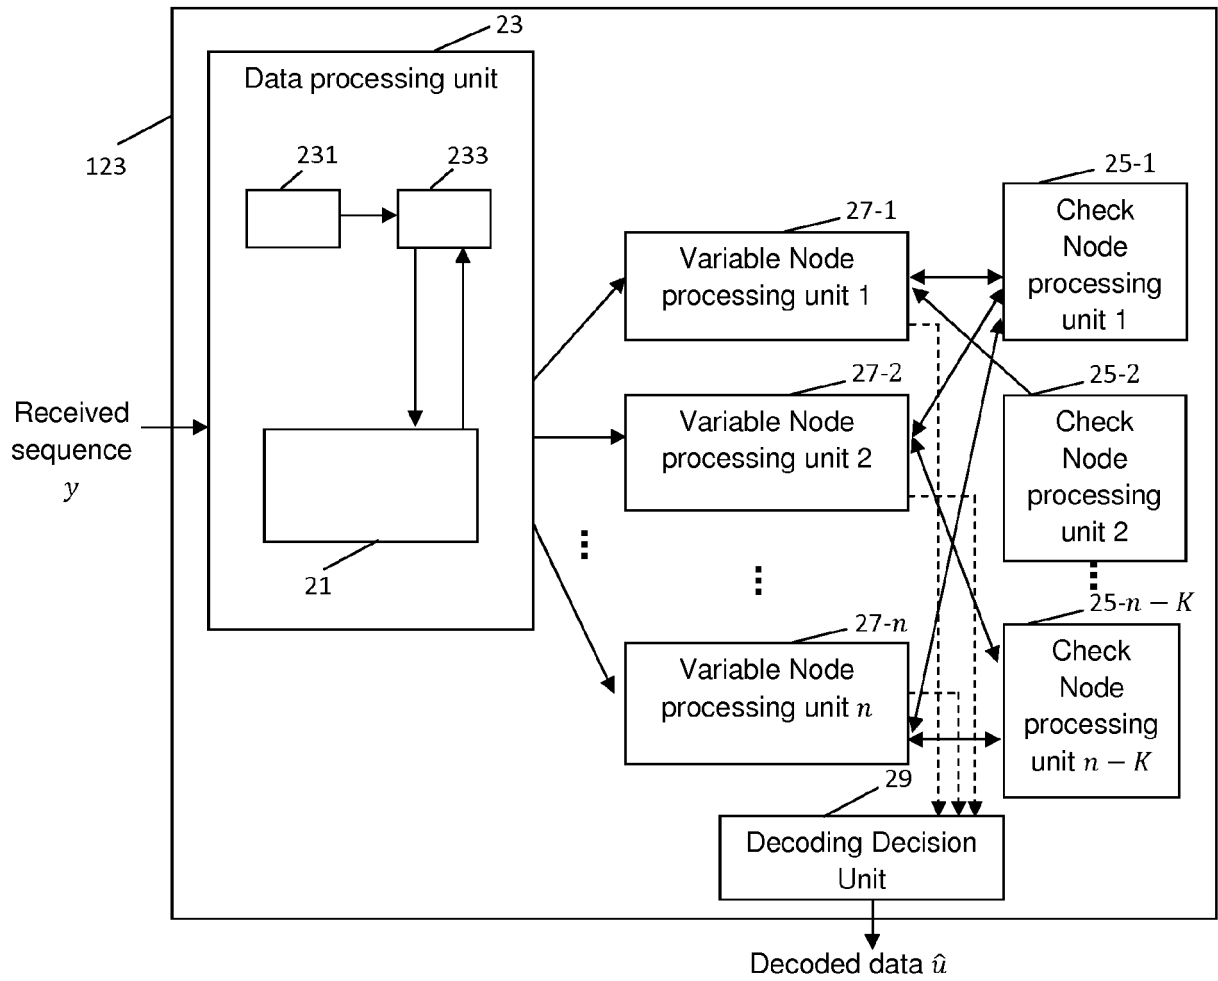 23
Data processing unit
123
231
233
25-1
Check
Node
processing
unit 1
27-1
Variable Node
processing unit 1
27-2
Variable Node
processing unit 2
25-2
Check
Node
processing
unit 2
Received
sequence
y
21
27-n
Variable Node
processing unit n
25-n − K
Check
Node
processing
unit n − K
29
Decoding Decision
Unit
Decoded data û